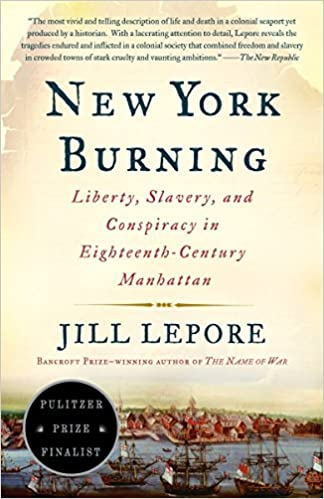 "The most vivid and telling description of life and death in a colonial seaport yet
produced by a historian. With a lacerating attention to detail, Lepore reveals the
tragedies endured and inflicted in a colonial society that combined freedom and slavery
in crowded towns of stark cruelty and vaunting ambitions." —The New Republic
NEW YORK
BURNING
Liberty, Slavery, and
Conspiracy in
Eighteenth-Century
Manhattan
JILL LEPORE
BANCROFT PRIZE–WINNING AUTHOR OF THE NAME OF WAR
PULITZER
PRIZE
FINALIST